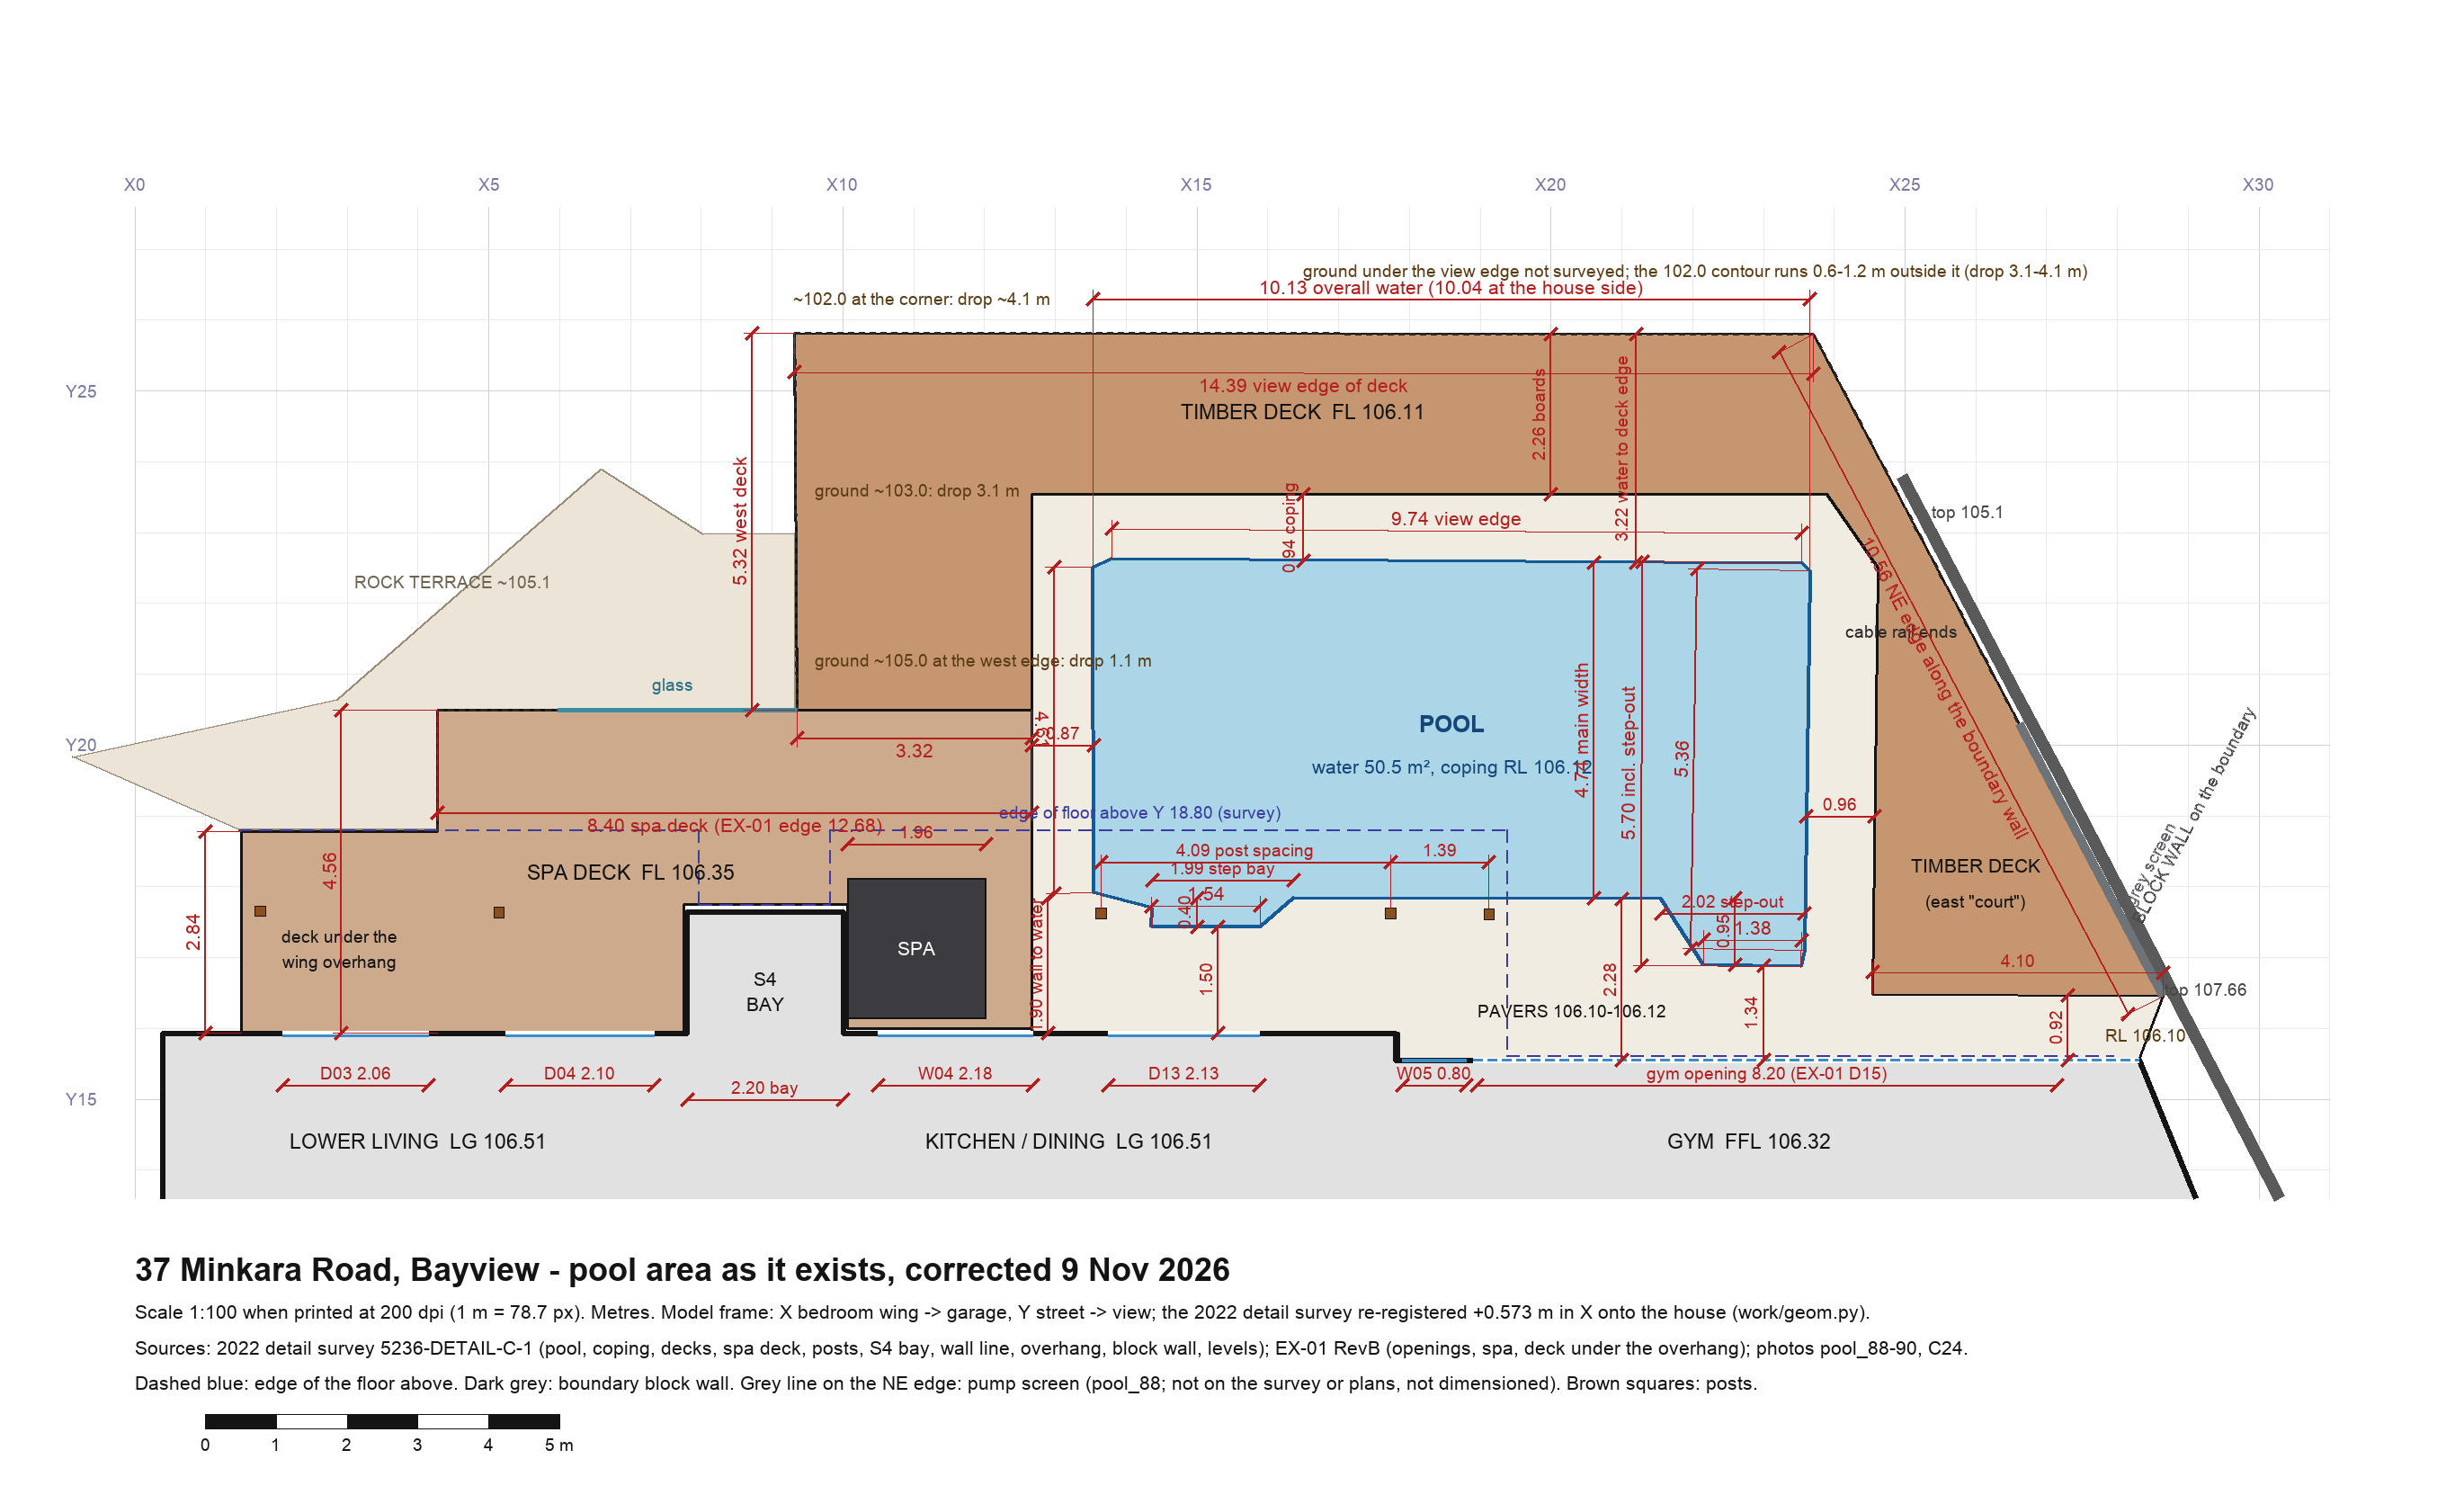 X0
X5
X10
X15
X20
X25
X30
ground under the view edge not surveyed; the 102.0 contour runs 0.6-1.2 m outside it (drop 3.1-4.1 m)
10.13 overall water (10.04 at the house side)
~102.0 at the corner: drop ~4.1 m
Y25
14.39 view edge of deck
TIMBER DECK  FL 106.11
2.26 boards
3.22 water to deck edge
5.32 west deck
ground ~103.0: drop 3.1 m
0.94 coping
9.74 view edge
top 105.1
ROCK TERRACE ~105.1
10.56 NE edge along the boundary wall
cable rail ends
ground ~105.0 at the west edge: drop 1.1 m
glass
Y20
3.32
0.87
POOL
water 50.5 m², coping RL 106.12
4.74 main width
5.70 incl. step-out
5.36
0.96
BLOCK WALL on the boundary
grey screen
edge of floor above Y 18.80 (survey)
8.40 spa deck (EX-01 edge 12.68)
1.96
4.09 post spacing
1.39
1.99 step bay
1.54
0.40
SPA DECK  FL 106.35
4.56
2.84
TIMBER DECK
(east "court")
2.02 step-out
1.38
0.95
deck under the
wing overhang
SPA
S4
BAY
1.90 wall to water
1.50
2.28
1.34
4.10
top 107.66
PAVERS 106.10-106.12
0.92
RL 106.10
D03 2.06
D04 2.10
2.20 bay
W04 2.18
D13 2.13
W05 0.80
gym opening 8.20 (EX-01 D15)
Y15
LOWER LIVING  LG 106.51
KITCHEN / DINING  LG 106.51
GYM  FFL 106.32
37 Minkara Road, Bayview - pool area as it exists, corrected 9 Nov 2026
Scale 1:100 when printed at 200 dpi (1 m = 78.7 px). Metres. Model frame: X bedroom wing -> garage, Y street -> view; the 2022 detail survey re-registered +0.573 m in X onto the house (work/geom.py).
Sources: 2022 detail survey 5236-DETAIL-C-1 (pool, coping, decks, spa deck, posts, S4 bay, wall line, overhang, block wall, levels); EX-01 RevB (openings, spa, deck under the overhang); photos pool_88-90, C24.
Dashed blue: edge of the floor above. Dark grey: boundary block wall. Grey line on the NE edge: pump screen (pool_88; not on the survey or plans, not dimensioned). Brown squares: posts.
0
1
2
3
4
5 m